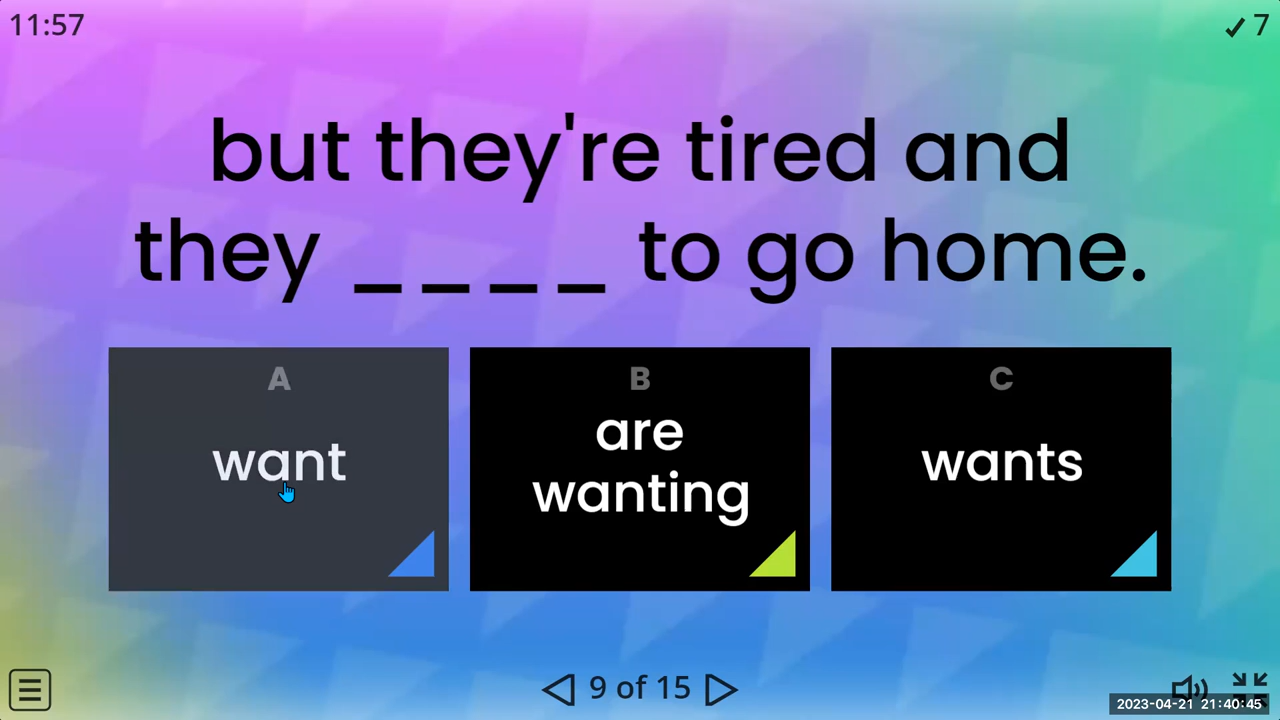 11:57
7
but they're tired and
they _ _ _ _ to go home.
A
want
B
are
wanting
C
wants
9 of 15
2023-04-21 21:40:45